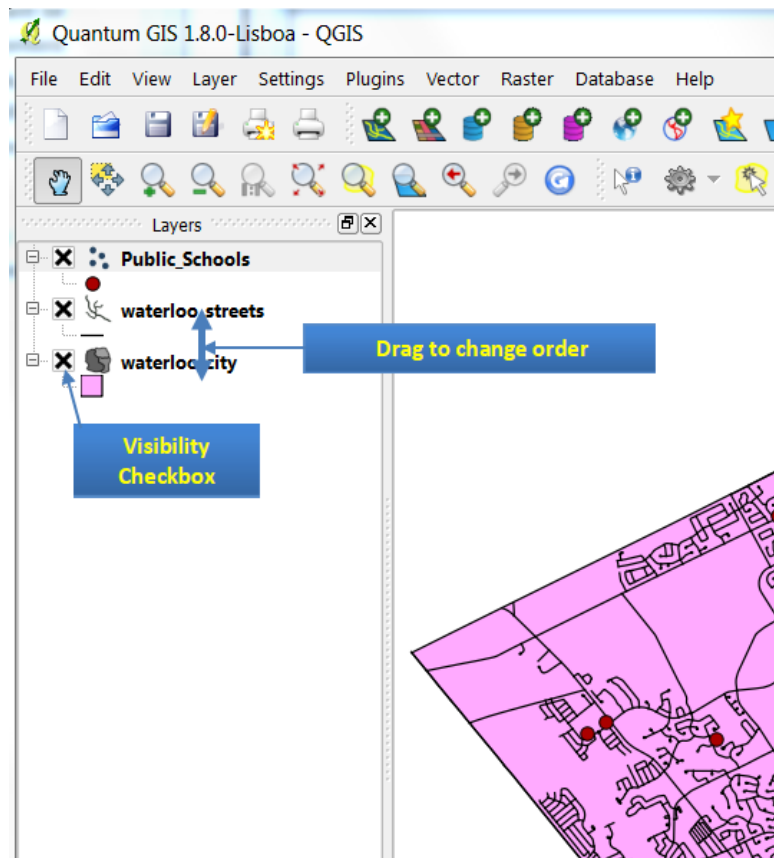 Quantum GIS 1.8.0-Lisboa - QGIS
File Edit View Layer Settings Plugins Vector Raster Database Help
Layers
Public_Schools
waterloo_streets
Drag to change order
waterloo_city
Visibility
Checkbox